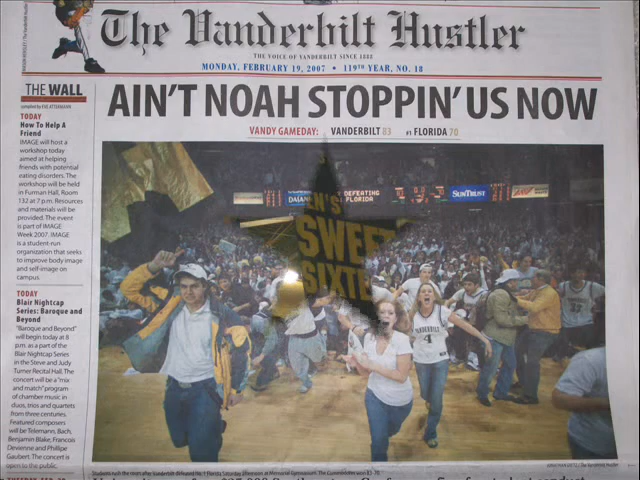 The Vanderbilt Hustler
THE VOICE OF VANDERBILT SINCE 1888
MONDAY, FEBRUARY 19, 2007 • 119TH YEAR, NO. 18
THE WALL
TODAY
How To Help A
Friend
IMAGE will host a
workshop today
aimed at helping
friends with potential
eating disorders. The
workshop will be held
in Furman Hall, Room
132 at 7 p.m. Resources
and materials will be
provided. The event
is part of IMAGE
Week 2007. IMAGE
is a student-run
organization that seeks
to improve body image
and self-image on
campus.
TODAY
Blair Nightcap
Series: Baroque and
Beyond
"Baroque and Beyond"
will begin today at 8
p.m. as a part of the
Blair Nightcap Series
in the Steve and Judy
Turner Recital Hall. The
concert will be a "mix
and match" program
of chamber music in
duos, trios and quartets
from three centuries.
Featured composers
will be Telemann, Bach,
Benjamin Blake, Francois
Devienne and Phillipe
Gaubert. The concert is
open to the public.
AIN'T NOAH STOPPIN' US NOW
VANDY GAMEDAY: VANDERBILT 83 #1 FLORIDA 70
DEFEATING
FLORIDA
SUNTRUST
EN'S
SWEET
SIXTE
VANDERBILT
4